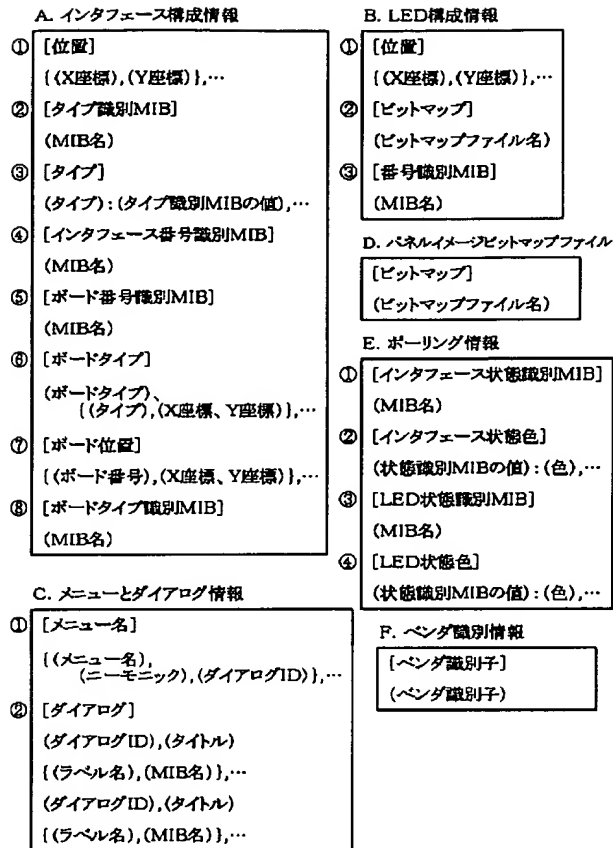 A. インタフェース構成情報
① [位置]
{(X座標),(Y座標)},…
② [タイプ識別MIB]
(MIB名)
③ [タイプ]
(タイプ):(タイプ識別MIBの値),…
④ [インタフェース番号識別MIB]
(MIB名)
⑤ [ボード番号識別MIB]
(MIB名)
⑥ [ボードタイプ]
(ボードタイプ)、
{(タイプ),(X座標、Y座標)},…
⑦ [ボード位置]
{(ボード番号),(X座標、Y座標)},…
⑧ [ボードタイプ識別MIB]
(MIB名)
B. LED構成情報
① [位置]
{(X座標),(Y座標)},…
② [ビットマップ]
(ビットマップファイル名)
③ [番号識別MIB]
(MIB名)
D. パネルイメージビットマップファイル
[ビットマップ]
(ビットマップファイル名)
E. ポーリング情報
① [インタフェース状態識別MIB]
(MIB名)
② [インタフェース状態色]
(状態識別MIBの値):(色),…
③ [LED状態識別MIB]
(MIB名)
④ [LED状態色]
(状態識別MIBの値):(色),…
C. メニューとダイアログ情報
① [メニュー名]
{(メニュー名),
(ニーモニック),(ダイアログID)},…
② [ダイアログ]
(ダイアログID),(タイトル)
{(ラベル名),(MIB名)},…
(ダイアログID),(タイトル)
{(ラベル名),(MIB名)},…
F. ベンダ識別情報
[ベンダ識別子]
(ベンダ識別子)